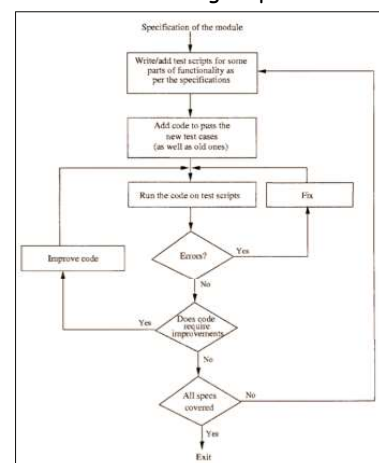 Specification of the module
Write/add test scripts for some
parts of functionality as
per the specifications
Add code to pass the
new test cases
(as well as old ones)
Run the code on test scripts
Fix
Improve code
Errors?
Yes
No
Does code
require
improvements
Yes
No
All specs
covered
No
Yes
Exit